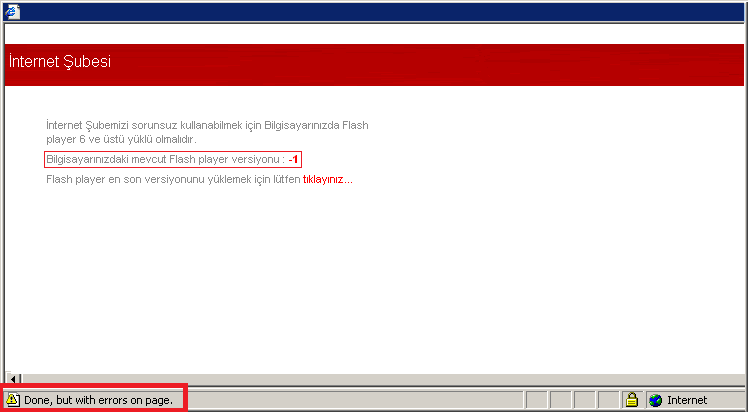 İnternet Şubesi
İnternet Şubemizi sorunsuz kullanabilmek için Bilgisayarınızda Flash
player 6 ve üstü yüklü olmalıdır.
Bilgisayarınızdaki mevcut Flash player versiyonu : -1
Flash player en son versiyonunu yüklemek için lütfen tıklayınız...
Done, but with errors on page.
Internet